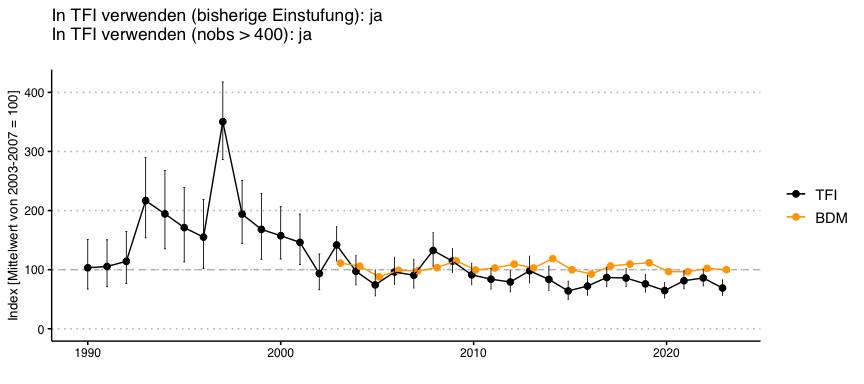 In TFI verwenden (bisherige Einstufung): ja
In TFI verwenden (nobs > 400): ja
Index [Mittelwert von 2003-2007 = 100]
400
300
200
100
0
1990
2000
2010
2020
TFI
BDM